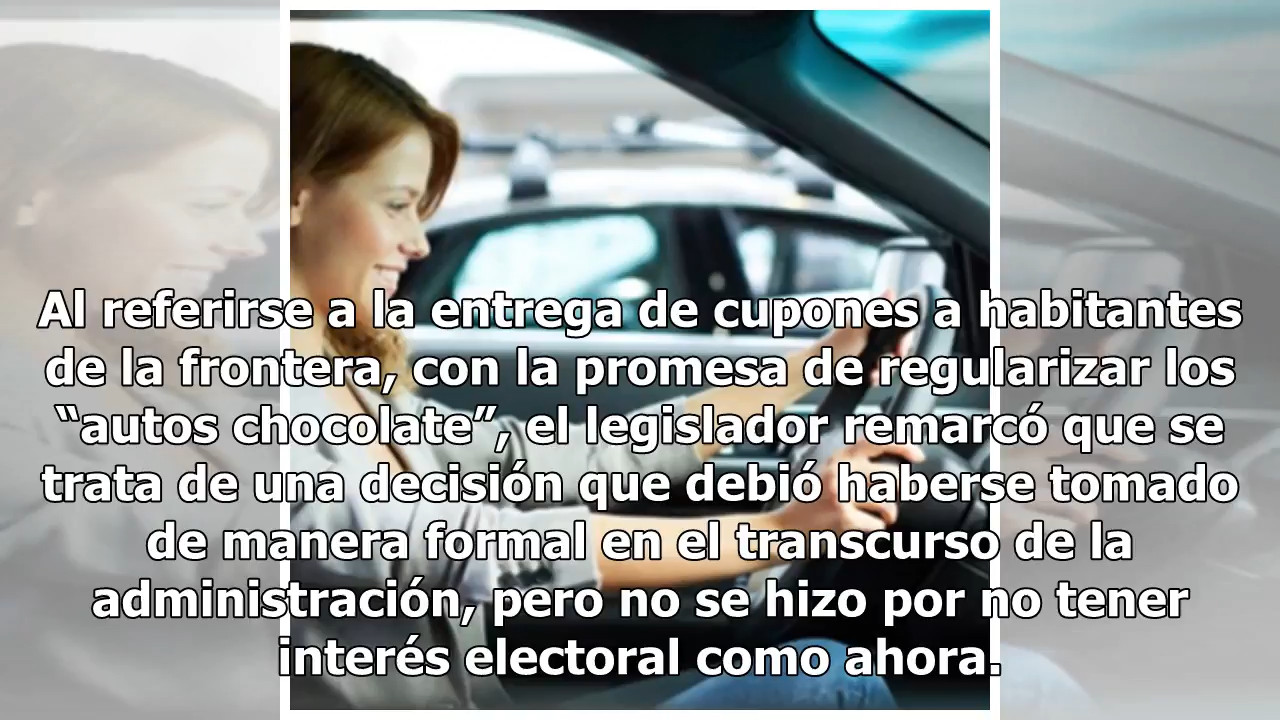 Al referirse a la entrega de cupones a habitantes
de la frontera, con la promesa de regularizar los
“autos chocolate”, el legislador remarcó que se
trata de una decisión que debió haberse tomado
de manera formal en el transcurso de la
administración, pero no se hizo por no tener
interés electoral como ahora.